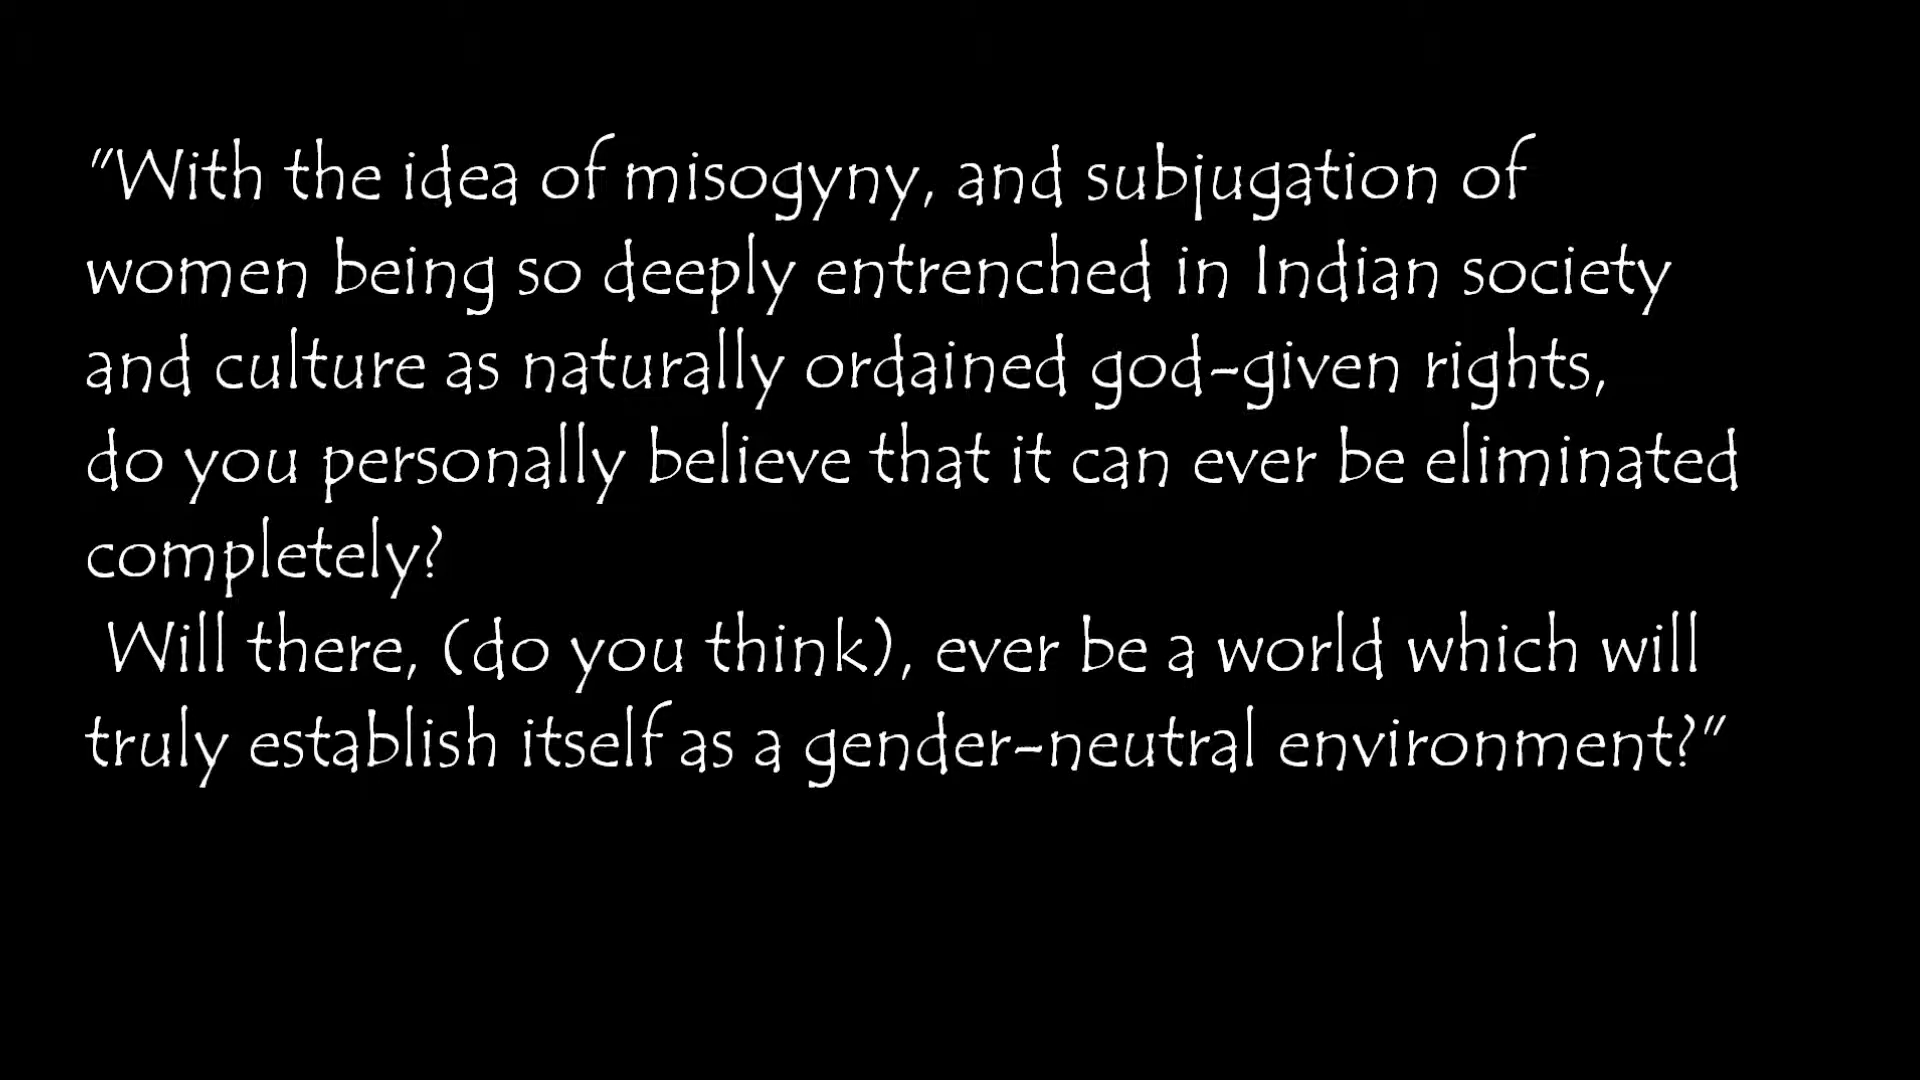 "With the idea of misogyny, and subjugation of
women being so deeply entrenched in Indian society
and culture as naturally ordained god-given rights,
do you personally believe that it can ever be eliminated
completely?
Will there, (do you think), ever be a world which will
truly establish itself as a gender-neutral environment?"